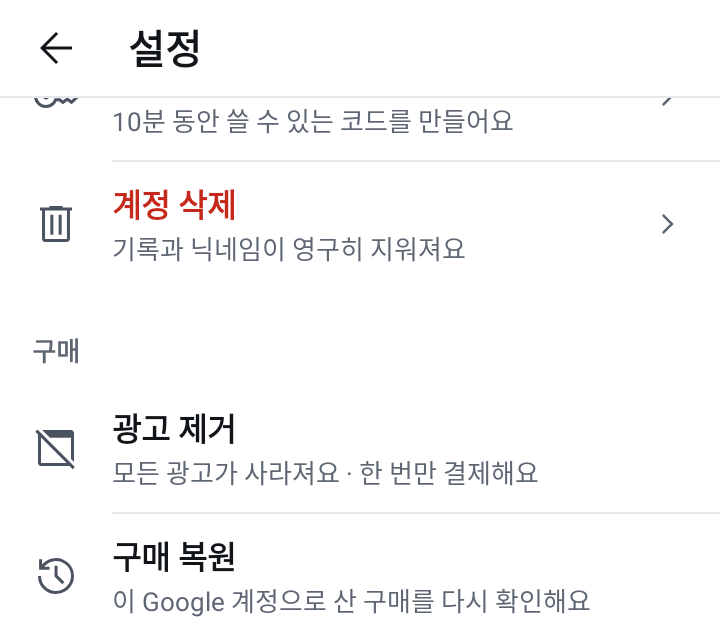 설정
10분 동안 쓸 수 있는 코드를 만들어요
계정 삭제
기록과 닉네임이 영구히 지워져요
구매
광고 제거
모든 광고가 사라져요 · 한 번만 결제해요
구매 복원
이 Google 계정으로 산 구매를 다시 확인해요